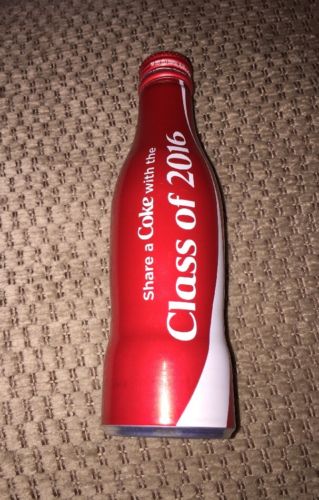 Share a Coke with the
Class of 2016